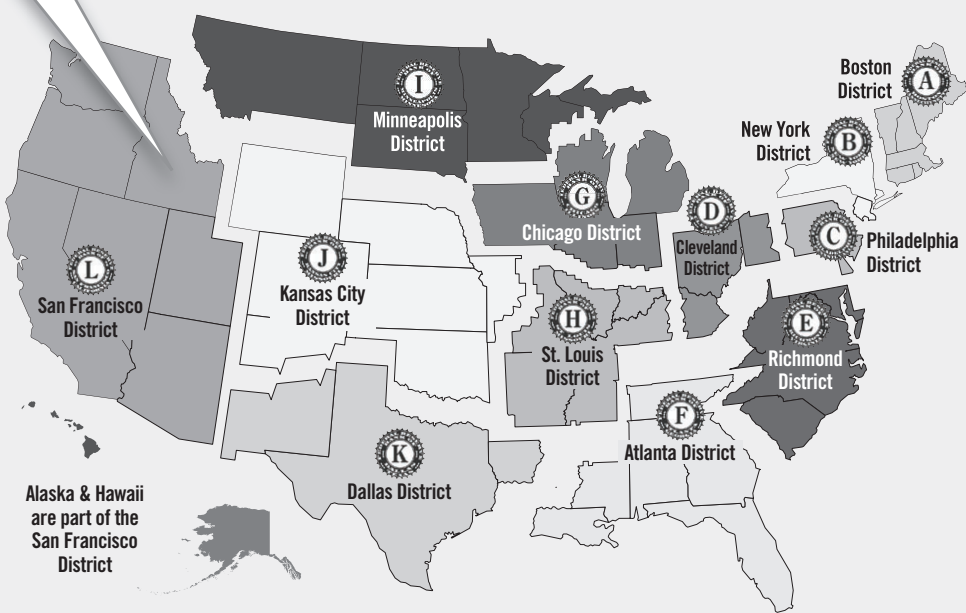 A
Boston
District
B
New York
District
I
Minneapolis
District
G
Chicago District
D
Cleveland
District
C
Philadelphia
District
L
San Francisco
District
J
Kansas City
District
H
St. Louis
District
E
Richmond
District
F
Atlanta District
K
Dallas District
Alaska & Hawaii
are part of the
San Francisco
District